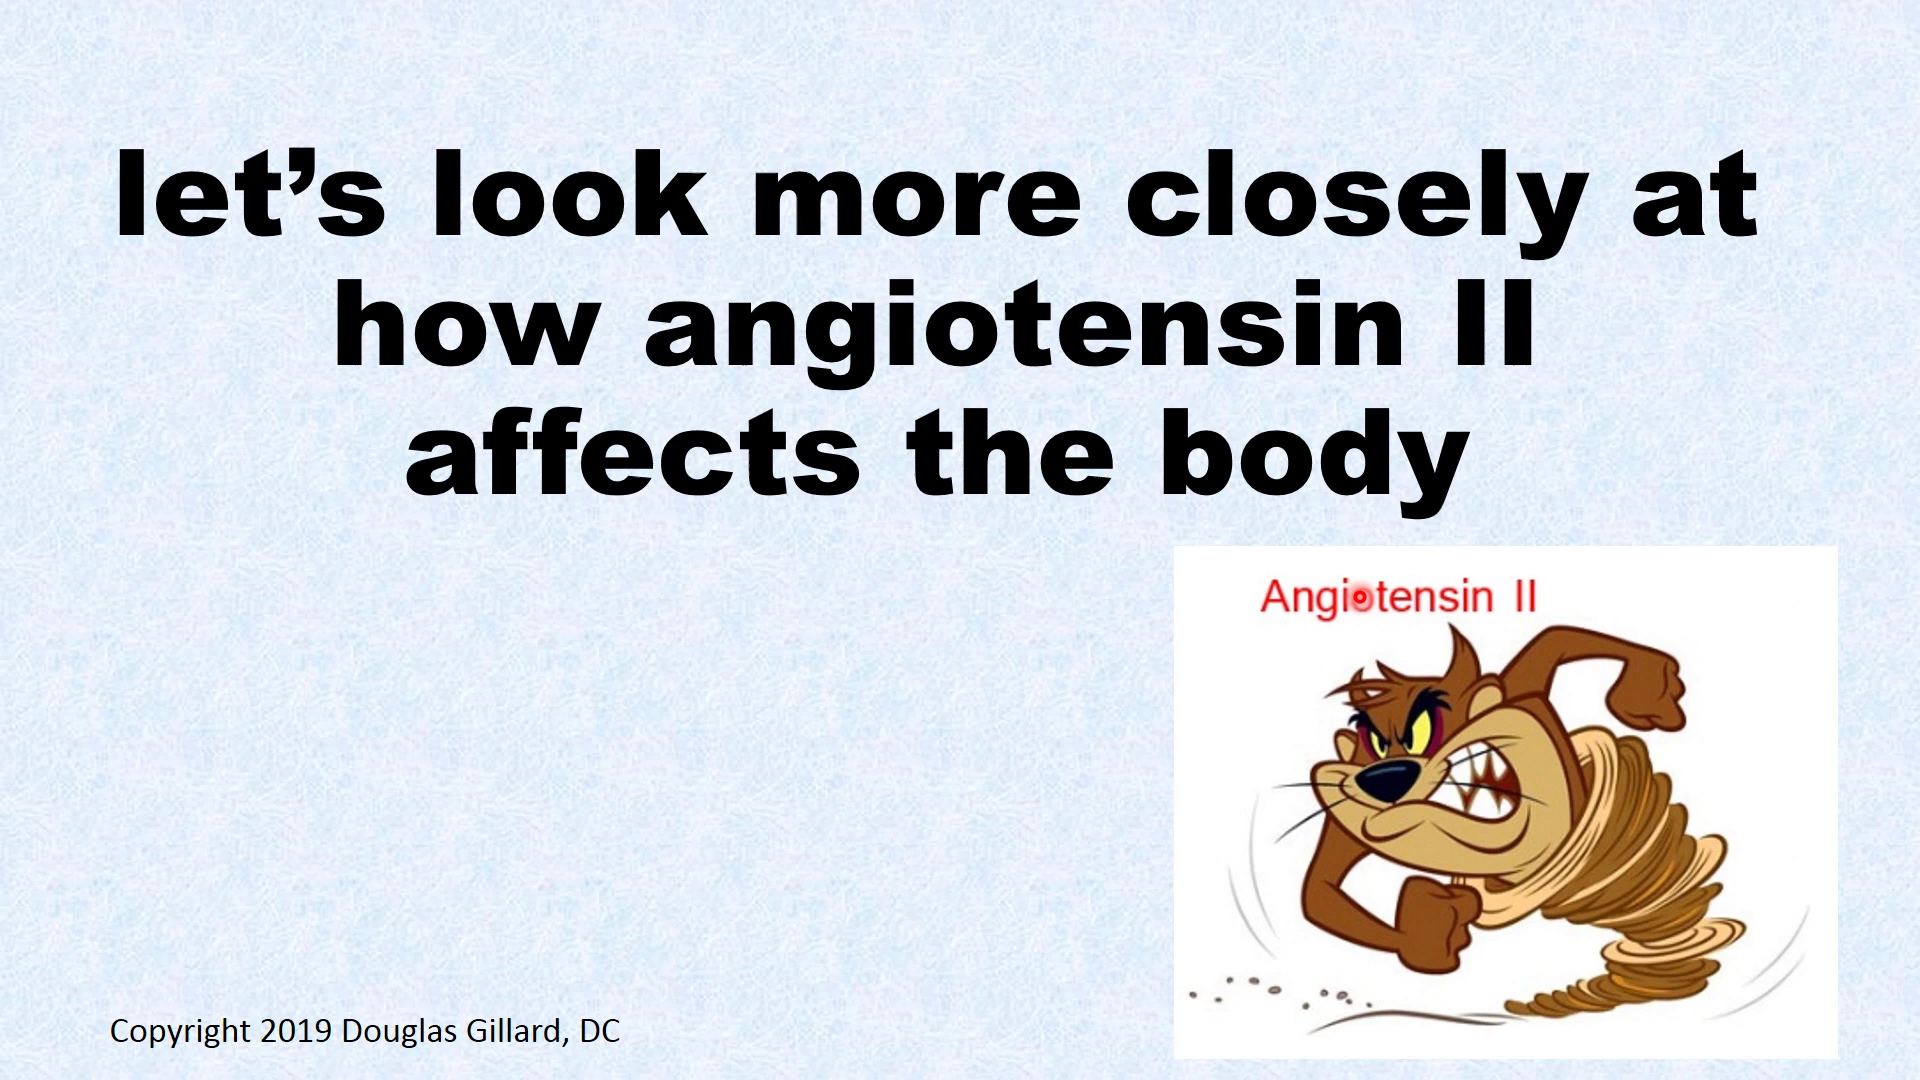 let’s look more closely at
how angiotensin II
affects the body
Angiotensin II
Copyright 2019 Douglas Gillard, DC